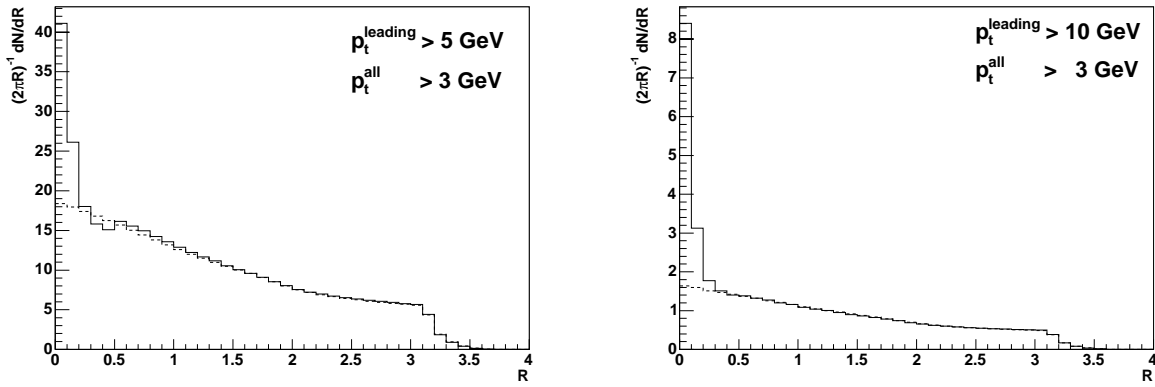 (2πR)⁻¹ dN/dR
40
35
30
25
20
15
10
5
0
0 0.5 1 1.5 2 2.5 3 3.5 4
R
p_t^leading > 5 GeV
p_t^all > 3 GeV
(2πR)⁻¹ dN/dR
8
7
6
5
4
3
2
1
0
0 0.5 1 1.5 2 2.5 3 3.5 4
R
p_t^leading > 10 GeV
p_t^all > 3 GeV